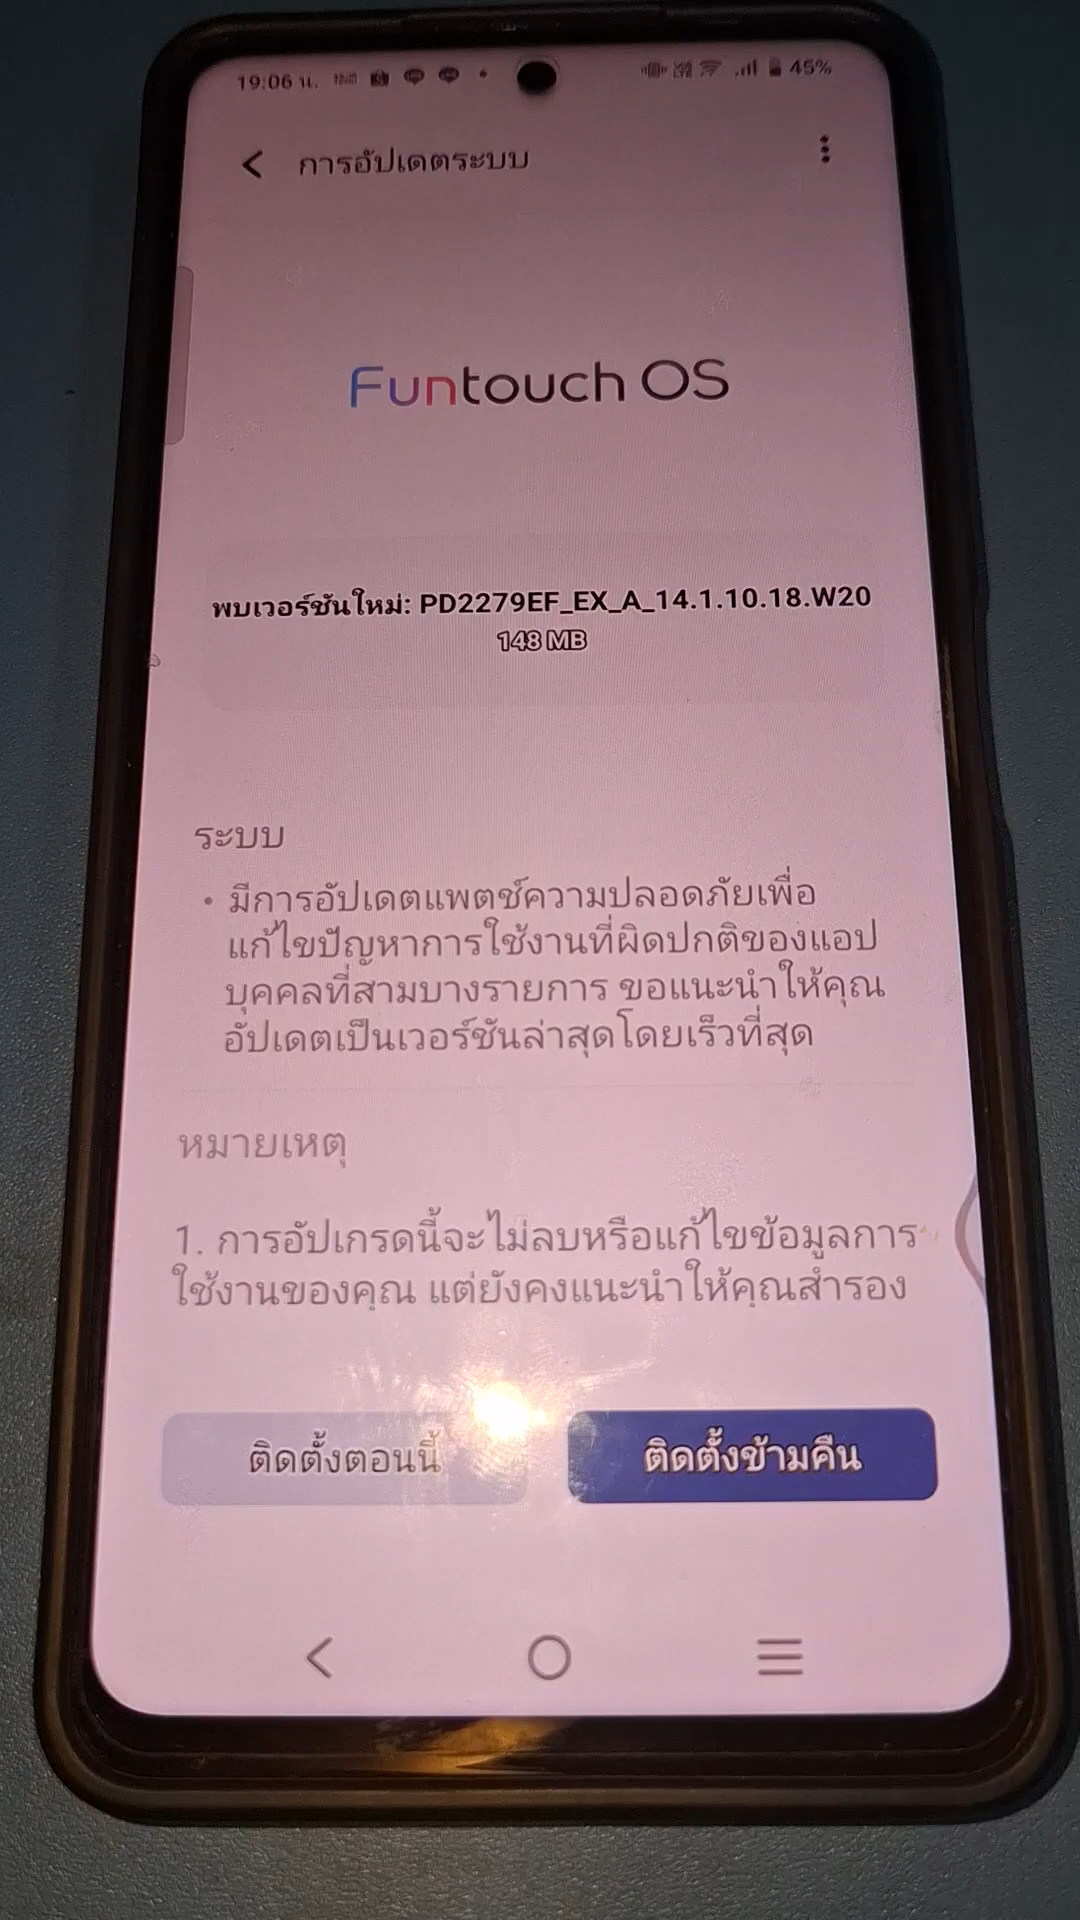 19:06 น.
45%
การอัปเดตระบบ
Funtouch OS
พบเวอร์ชันใหม่: PD2279EF_EX_A_14.1.10.18.W20
148 MB
ระบบ
• มีการอัปเดตแพตช์ความปลอดภัยเพื่อ
แก้ไขปัญหาการใช้งานที่ผิดปกติของแอป
บุคคลที่สามบางรายการ ขอแนะนำให้คุณ
อัปเดตเป็นเวอร์ชันล่าสุดโดยเร็วที่สุด
หมายเหตุ
1. การอัปเกรดนี้จะไม่ลบหรือแก้ไขข้อมูลการ
ใช้งานของคุณ แต่ยังคงแนะนำให้คุณสำรอง
ติดตั้งตอนนี้
ติดตั้งข้ามคืน